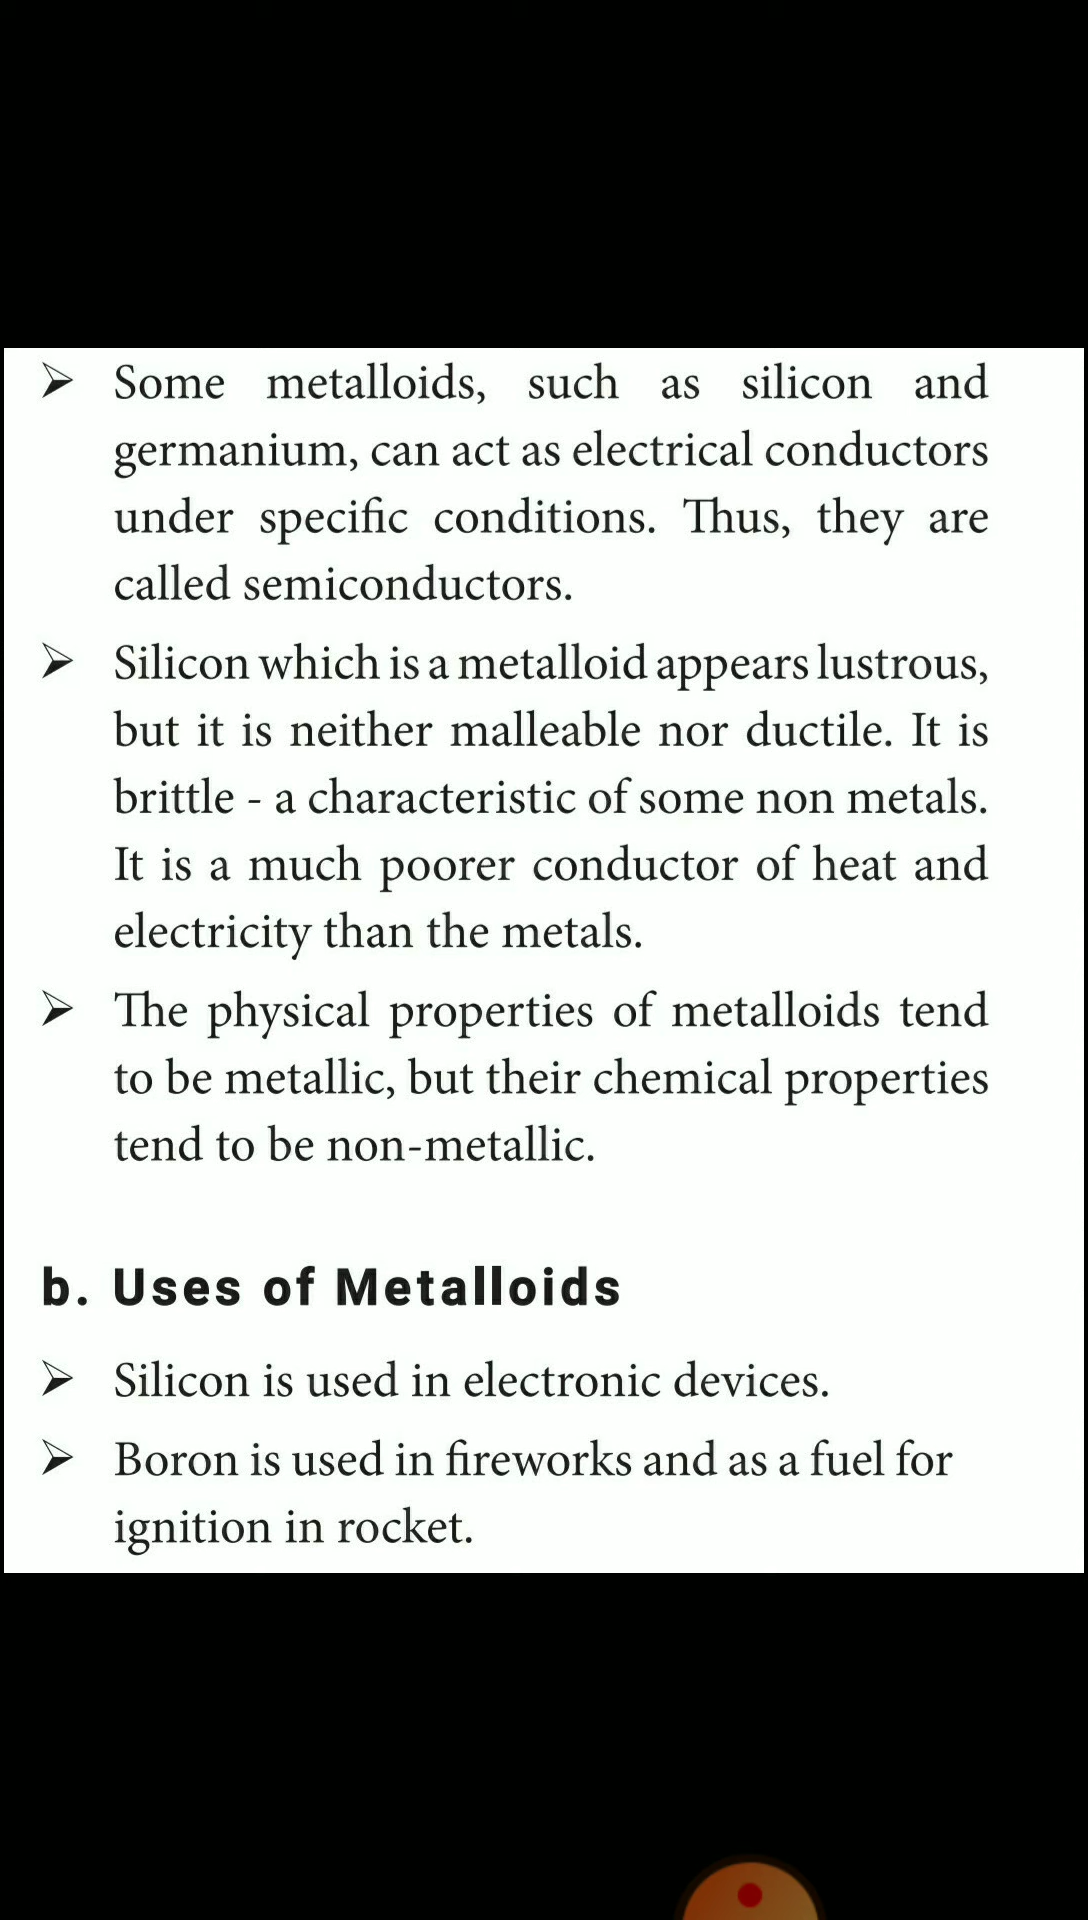 ➢ Some metalloids, such as silicon and
germanium, can act as electrical conductors
under specific conditions. Thus, they are
called semiconductors.
➢ Silicon which is a metalloid appears lustrous,
but it is neither malleable nor ductile. It is
brittle - a characteristic of some non metals.
It is a much poorer conductor of heat and
electricity than the metals.
➢ The physical properties of metalloids tend
to be metallic, but their chemical properties
tend to be non-metallic.
b. Uses of Metalloids
➢ Silicon is used in electronic devices.
➢ Boron is used in fireworks and as a fuel for
ignition in rocket.